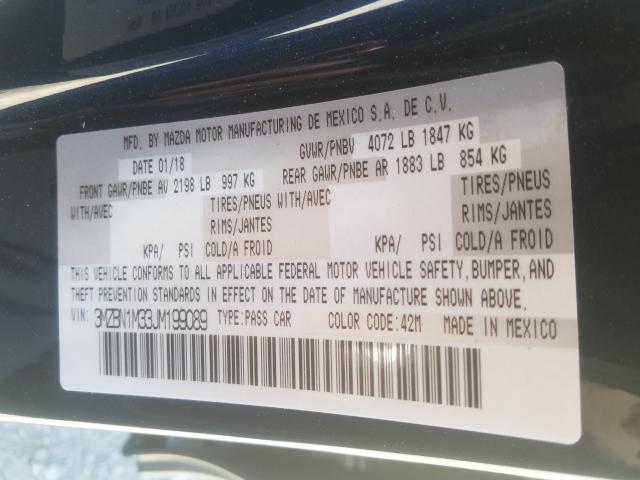 MFD. BY MAZDA MOTOR MANUFACTURING DE MEXICO S.A. DE C.V.
DATE 01/18 GVWR/PNBV 4072 LB 1847 KG
FRONT GAWR/PNBE AV 2198 LB 997 KG REAR GAWR/PNBE AR 1883 LB 854 KG
WITH/AVEC TIRES/PNEUS WITH/AVEC TIRES/PNEUS
RIMS/JANTES RIMS/JANTES
KPA/ PSI COLD/A FROID KPA/ PSI COLD/A FROID
THIS VEHICLE CONFORMS TO ALL APPLICABLE FEDERAL MOTOR VEHICLE SAFETY, BUMPER, AND
THEFT PREVENTION STANDARDS IN EFFECT ON THE DATE OF MANUFACTURE SHOWN ABOVE.
VIN: 3MZBN1M33JM199089 TYPE:PASS CAR COLOR CODE:42M MADE IN MEXICO